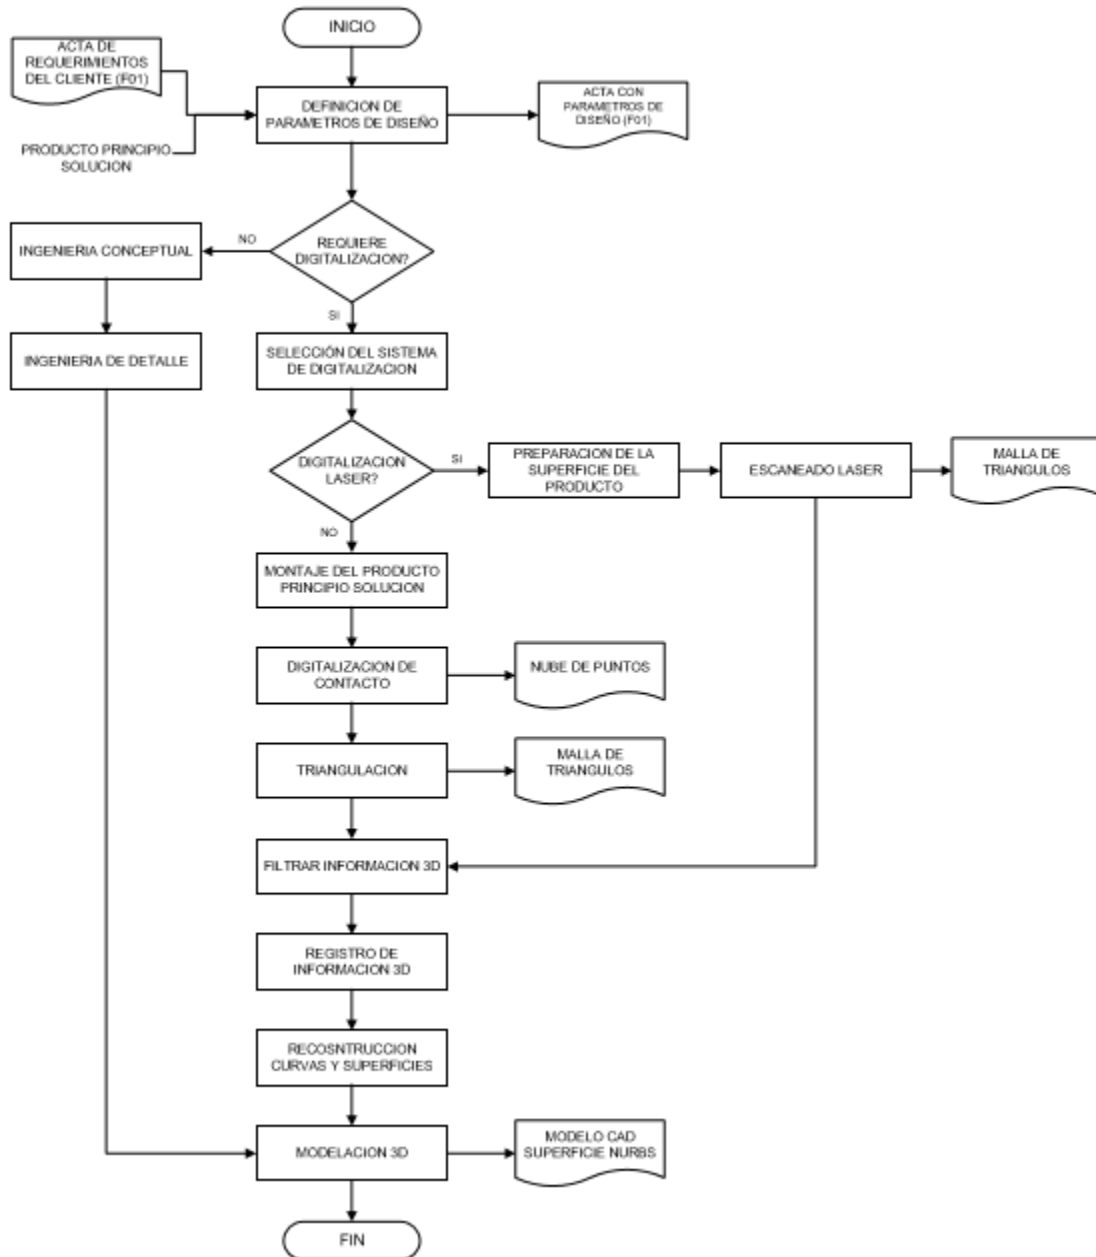 INICIO
ACTA DE
REQUERIMIENTOS
DEL CLIENTE (F01)
DEFINICION DE
PARAMETROS DE DISEÑO
ACTA CON
PARAMETROS DE
DISEÑO (F01)
PRODUCTO PRINCIPIO
SOLUCION
REQUIERE
DIGITALIZACION?
NO
INGENIERIA CONCEPTUAL
SI
INGENIERIA DE DETALLE
SELECCIÓN DEL SISTEMA
DE DIGITALIZACION
DIGITALIZACION
LASER?
SI
PREPARACION DE LA
SUPERFICIE DEL
PRODUCTO
ESCANEADO LASER
MALLA DE
TRIANGULOS
NO
MONTAJE DEL PRODUCTO
PRINCIPIO SOLUCION
DIGITALIZACION DE
CONTACTO
NUBE DE PUNTOS
TRIANGULACION
MALLA DE
TRIANGULOS
FILTRAR INFORMACION 3D
REGISTRO DE
INFORMACION 3D
RECOSNTRUCCION
CURVAS Y SUPERFICIES
MODELACION 3D
MODELO CAD
SUPERFICIE NURBS
FIN